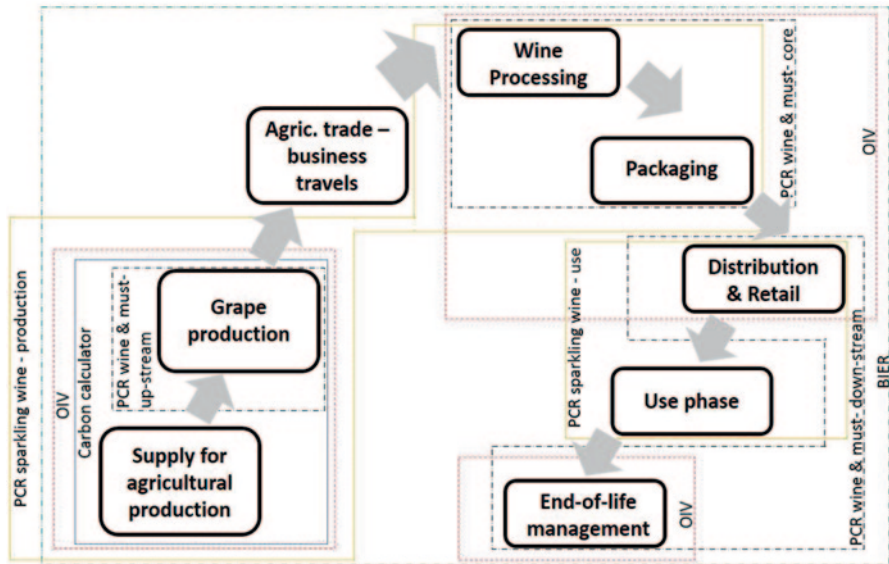 Wine
Processing
Agric. trade –
business
travels
Packaging
PCR wine & must- core
OIV
Distribution
& Retail
Grape
production
PCR wine & must-
up-stream
Carbon calculator
OIV
PCR sparkling wine - production
Supply for
agricultural
production
PCR sparkling wine - use
Use phase
End-of-life
management
OIV
PCR wine & must- down-stream
BIER